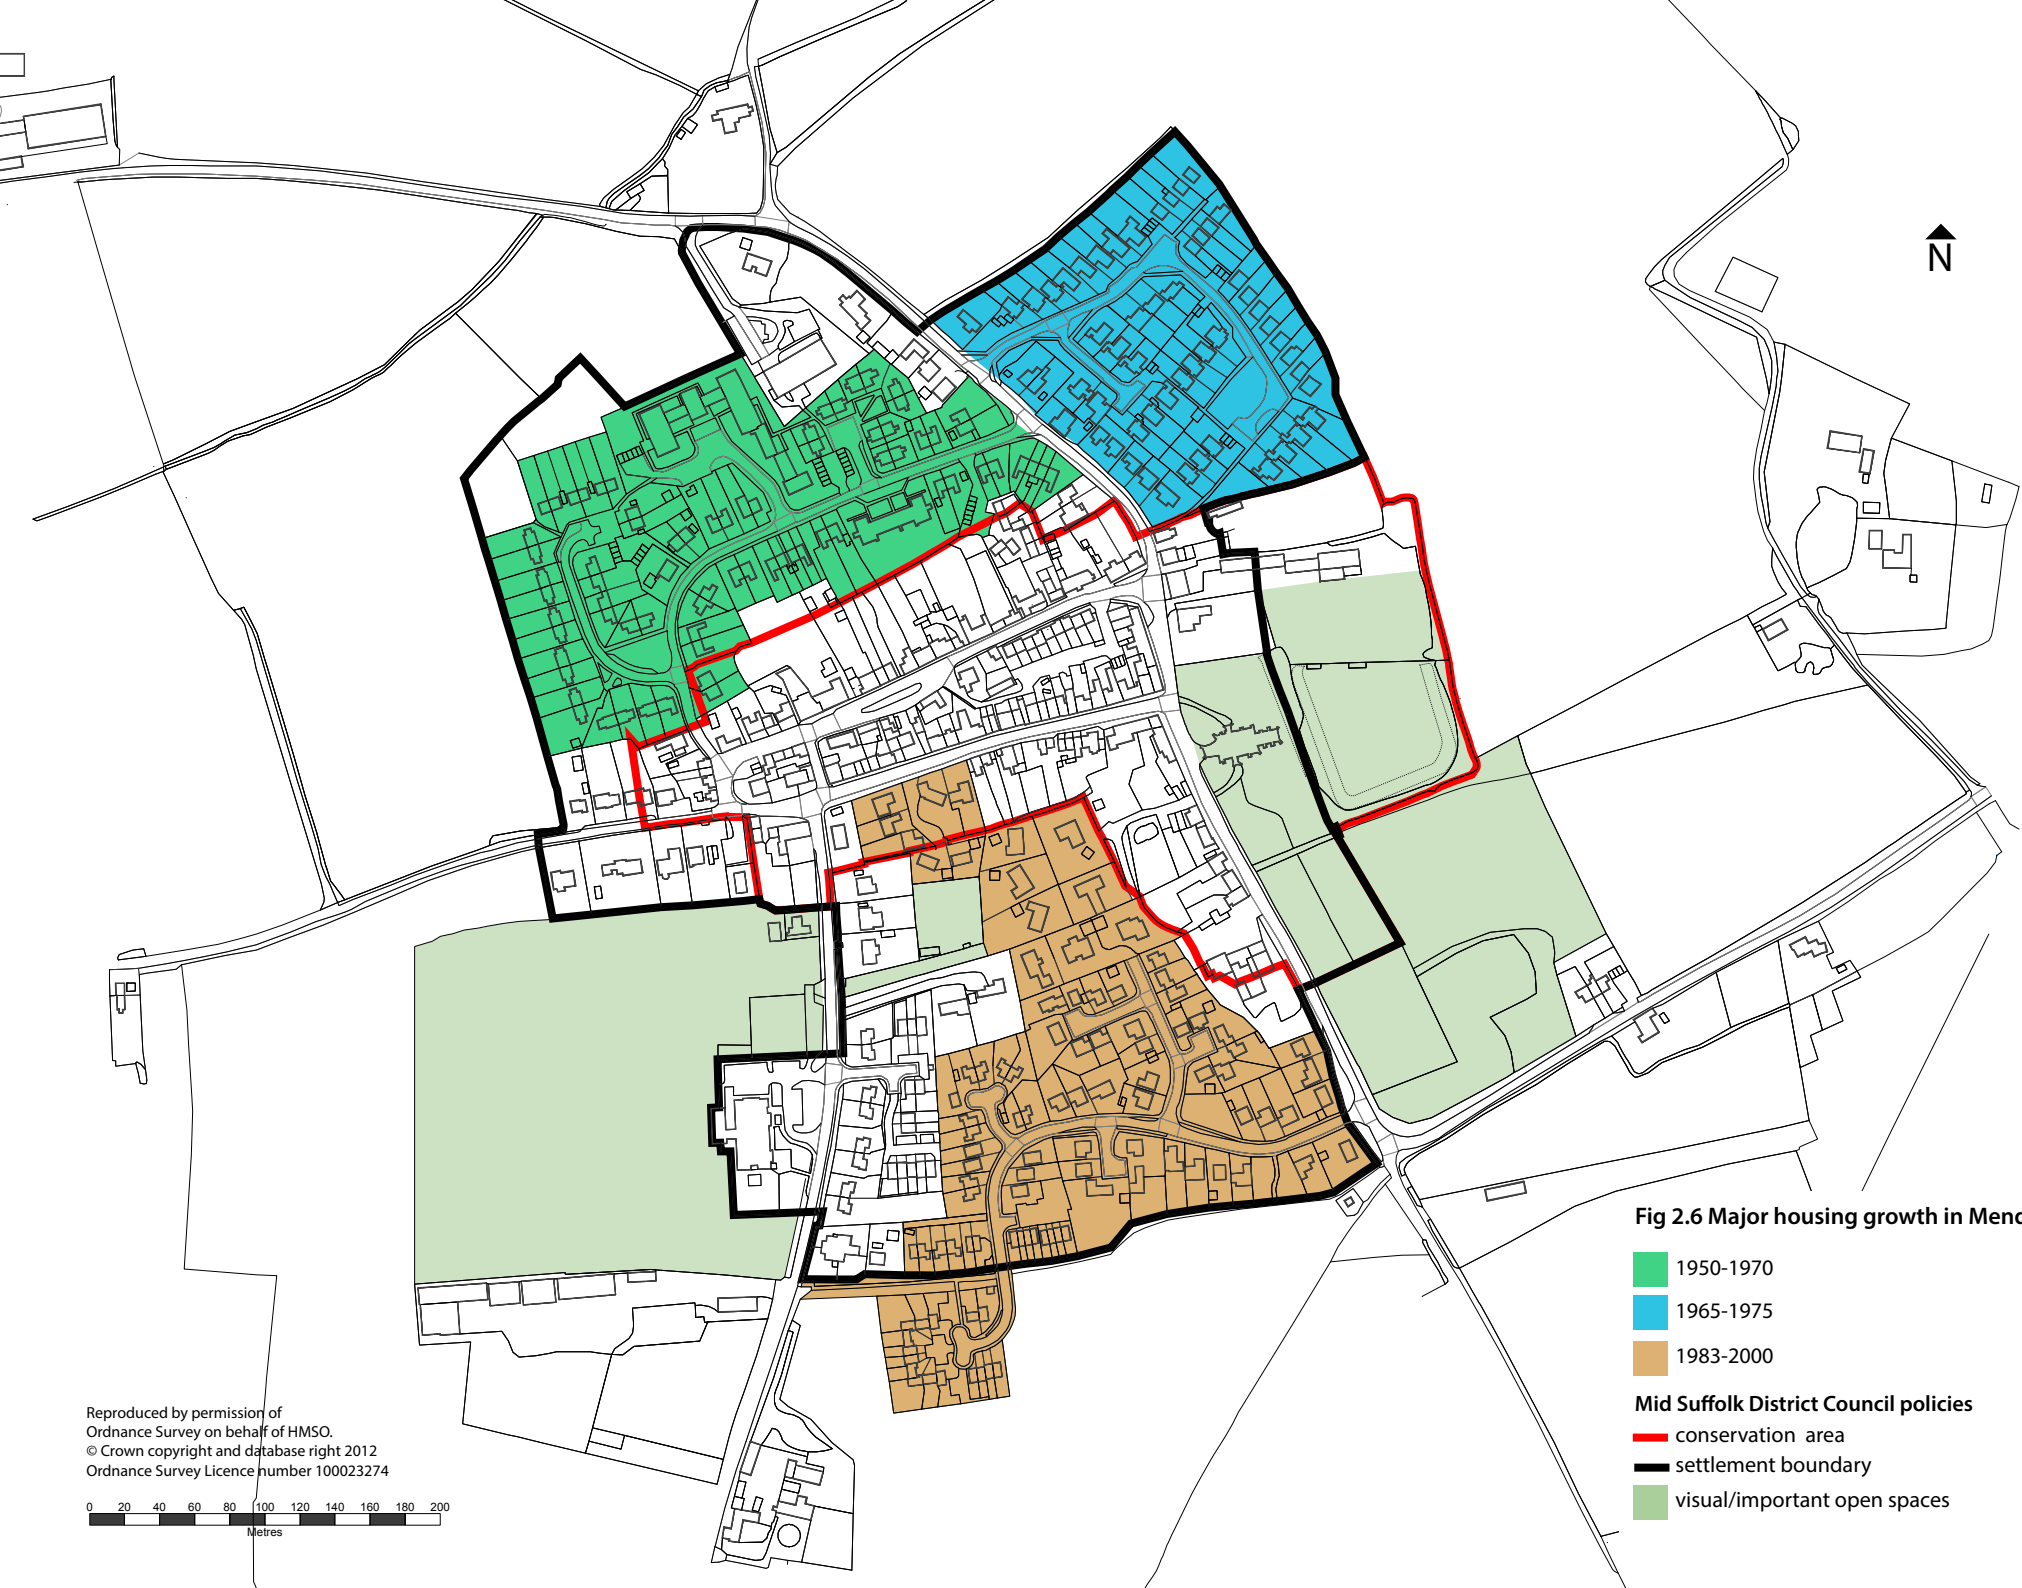 N
Fig 2.6 Major housing growth in Mend
1950-1970
1965-1975
1983-2000
Mid Suffolk District Council policies
conservation area
settlement boundary
visual/important open spaces
Reproduced by permission of
Ordnance Survey on behalf of HMSO.
© Crown copyright and database right 2012
Ordnance Survey Licence number 100023274
0 20 40 60 80 100 120 140 160 180 200
Metres